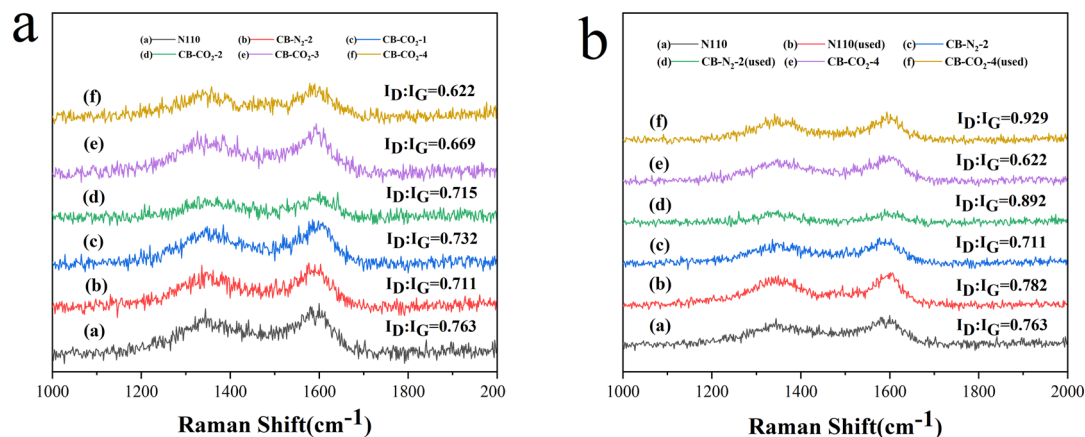 a
(a) N110 (b) CB-N₂-2 (c) CB-CO₂-1
(d) CB-CO₂-2 (e) CB-CO₂-3 (f) CB-CO₂-4
(f) I_D:I_G=0.622
(e) I_D:I_G=0.669
(d) I_D:I_G=0.715
(c) I_D:I_G=0.732
(b) I_D:I_G=0.711
(a) I_D:I_G=0.763
1000 1200 1400 1600 1800 200
Raman Shift(cm⁻¹)
b
(a) N110 (b) N110(used) (c) CB-N₂-2
(d) CB-N₂-2(used) (e) CB-CO₂-4 (f) CB-CO₂-4(used)
(f) I_D:I_G=0.929
(e) I_D:I_G=0.622
(d) I_D:I_G=0.892
(c) I_D:I_G=0.711
(b) I_D:I_G=0.782
(a) I_D:I_G=0.763
1000 1200 1400 1600 1800 2000
Raman Shift(cm⁻¹)